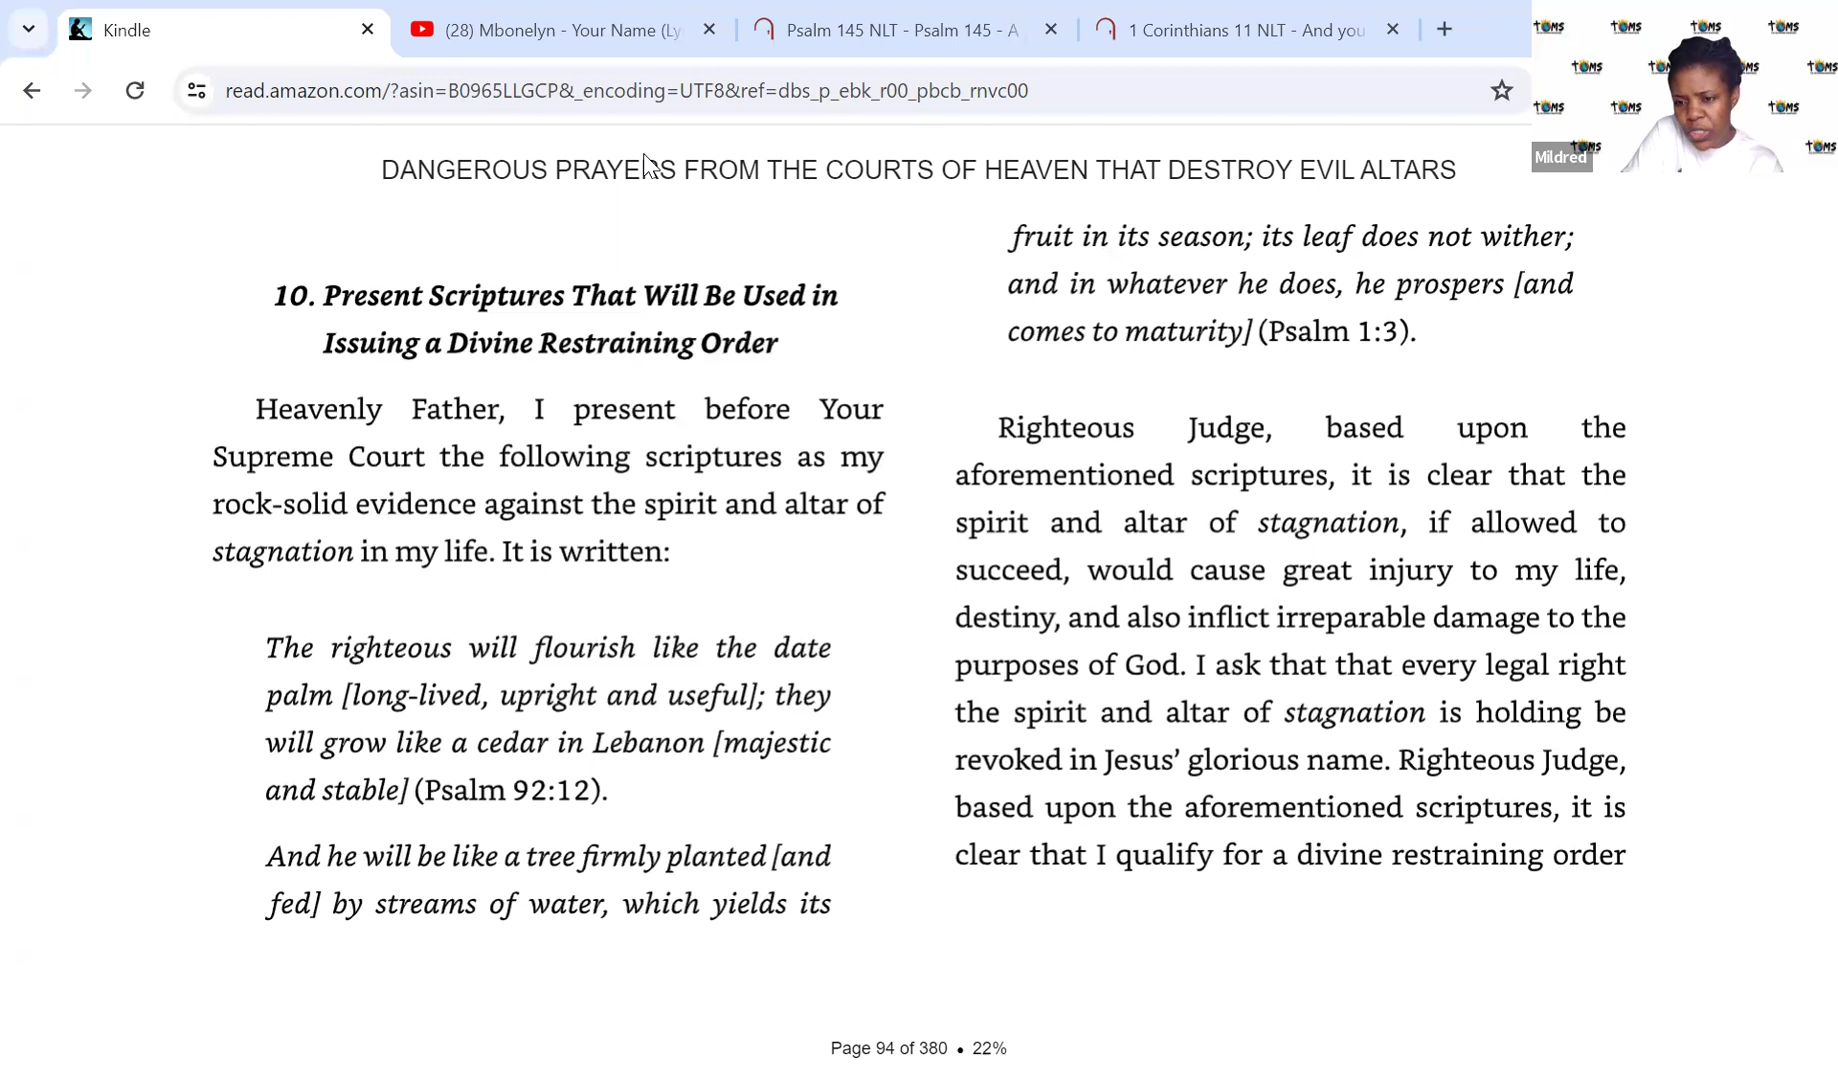 Kindle
(28) Mbonelyn - Your Name (Ly
Psalm 145 NLT - Psalm 145 - A
1 Corinthians 11 NLT - And you
read.amazon.com/?asin=B0965LLGCP&_encoding=UTF8&ref=dbs_p_ebk_r00_pbcb_rnvc00
TOMS TOMS TOMS TOMS
TOMS TOMS
TOMS TOMS TOMS
Mildred
DANGEROUS PRAYERS FROM THE COURTS OF HEAVEN THAT DESTROY EVIL ALTARS
10. Present Scriptures That Will Be Used in
Issuing a Divine Restraining Order
Heavenly Father, I present before Your
Supreme Court the following scriptures as my
rock-solid evidence against the spirit and altar of
stagnation in my life. It is written:
The righteous will flourish like the date
palm [long-lived, upright and useful]; they
will grow like a cedar in Lebanon [majestic
and stable] (Psalm 92:12).
And he will be like a tree firmly planted [and
fed] by streams of water, which yields its
fruit in its season; its leaf does not wither;
and in whatever he does, he prospers [and
comes to maturity] (Psalm 1:3).
Righteous Judge, based upon the
aforementioned scriptures, it is clear that the
spirit and altar of stagnation, if allowed to
succeed, would cause great injury to my life,
destiny, and also inflict irreparable damage to the
purposes of God. I ask that that every legal right
the spirit and altar of stagnation is holding be
revoked in Jesus’ glorious name. Righteous Judge,
based upon the aforementioned scriptures, it is
clear that I qualify for a divine restraining order
Page 94 of 380 • 22%